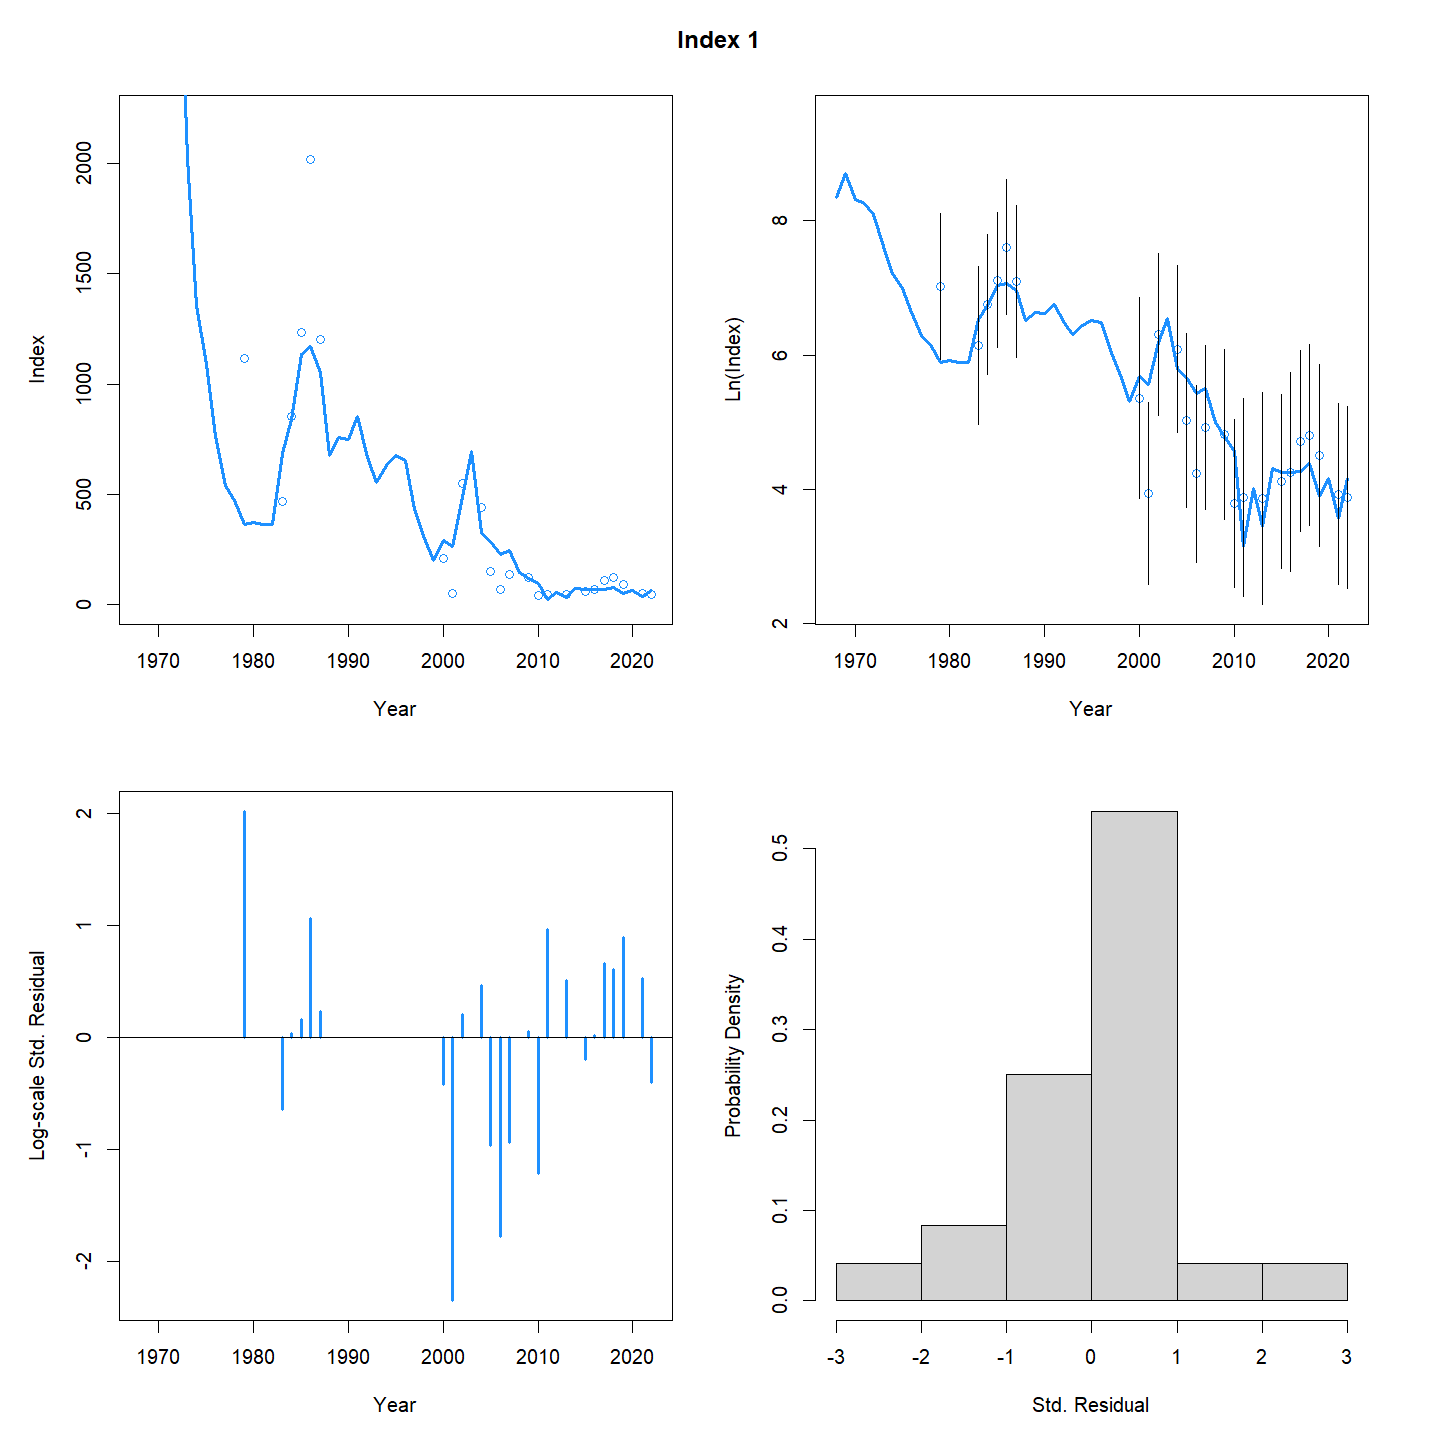 Index 1
Index
0 500 1000 1500 2000
1970 1980 1990 2000 2010 2020
Year
Ln(Index)
2 4 6 8
1970 1980 1990 2000 2010 2020
Year
Log-scale Std. Residual
-2 -1 0 1 2
1970 1980 1990 2000 2010 2020
Year
Probability Density
0.0 0.1 0.2 0.3 0.4 0.5
-3 -2 -1 0 1 2 3
Std. Residual